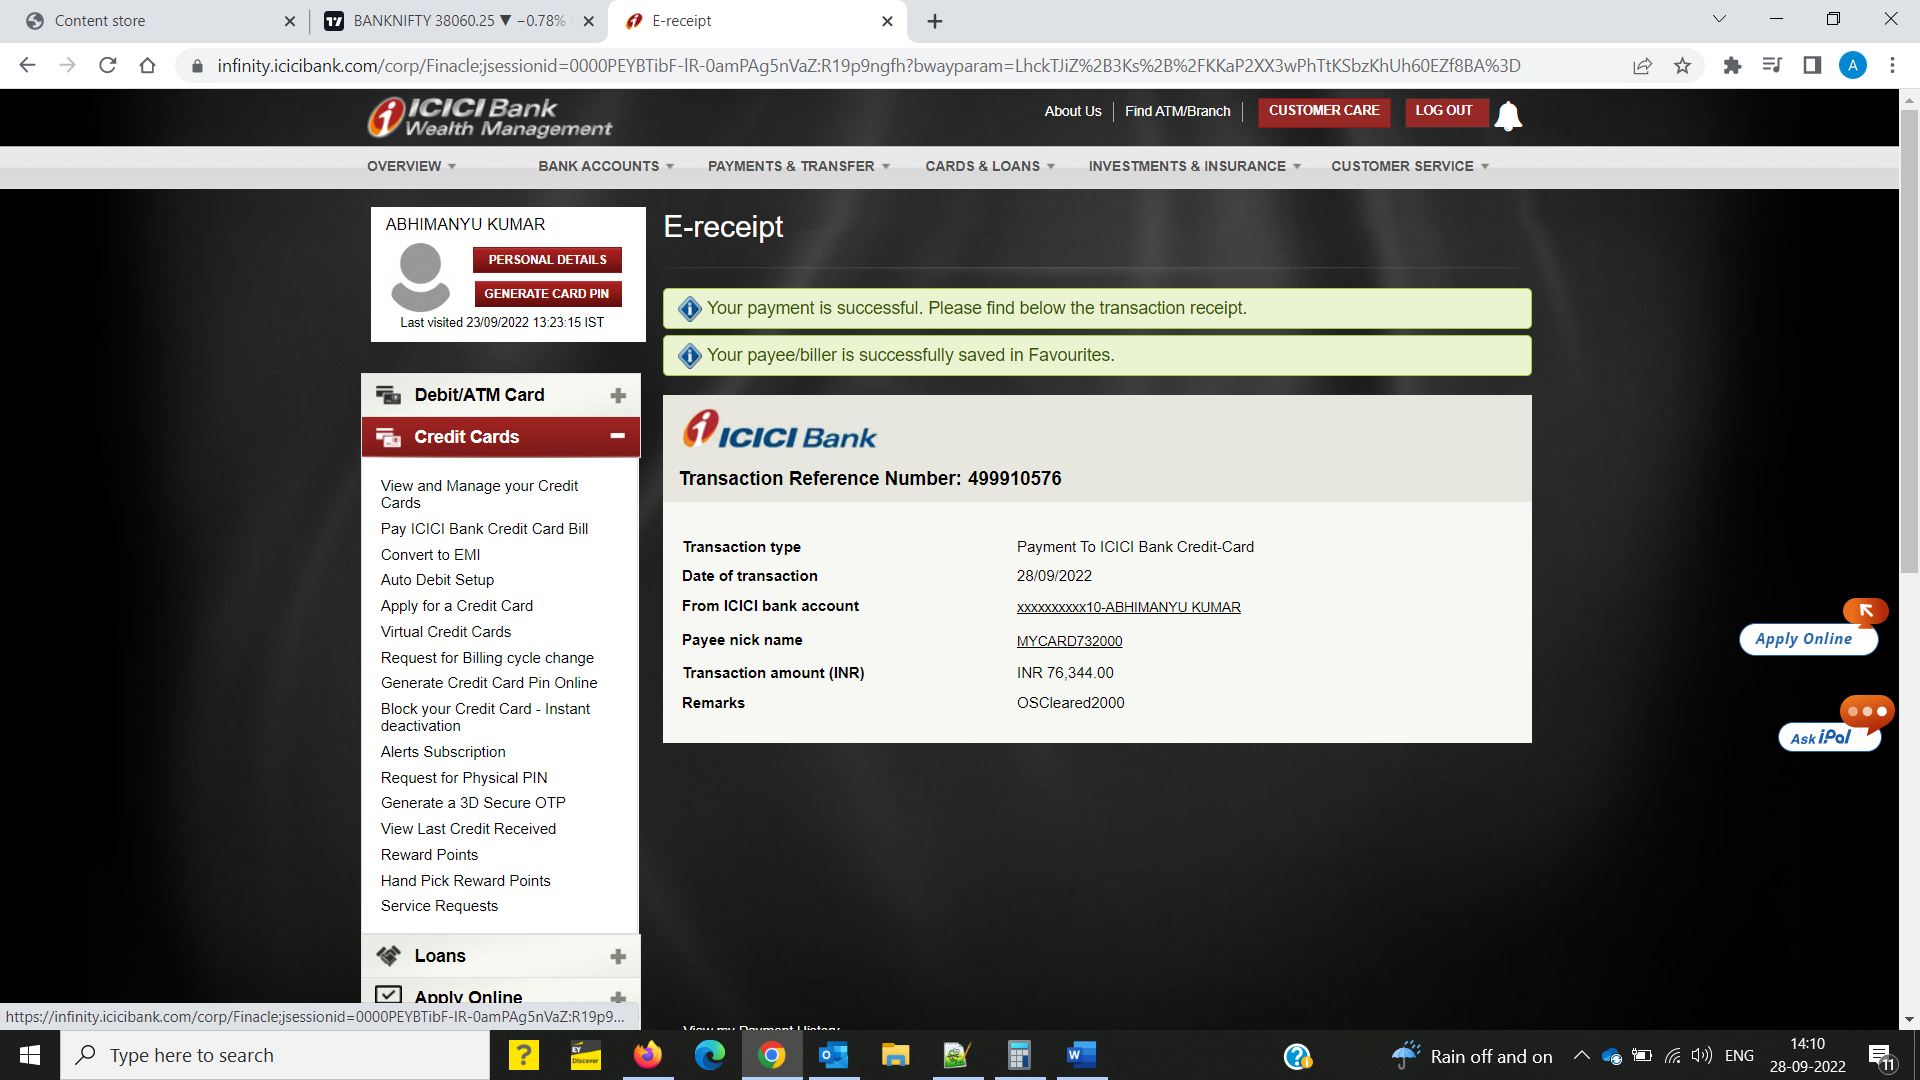 Content store
BANKNIFTY 38060.25 ▼ −0.78%
E-receipt
infinity.icicibank.com/corp/Finacle;jsessionid=0000PEYBTibF-lR-0amPAg5nVaZ:R19p9ngfh?bwayparam=LhckTJiZ%2B3Ks%2B%2FKKaP2XX3wPhTtKSbzKhUh60EZf8BA%3D
A
ICICI Bank
Wealth Management
About Us
Find ATM/Branch
CUSTOMER CARE
LOG OUT
OVERVIEW
BANK ACCOUNTS
PAYMENTS & TRANSFER
CARDS & LOANS
INVESTMENTS & INSURANCE
CUSTOMER SERVICE
ABHIMANYU KUMAR
PERSONAL DETAILS
GENERATE CARD PIN
Last visited 23/09/2022 13:23:15 IST
Debit/ATM Card
Credit Cards
View and Manage your Credit
Cards
Pay ICICI Bank Credit Card Bill
Convert to EMI
Auto Debit Setup
Apply for a Credit Card
Virtual Credit Cards
Request for Billing cycle change
Generate Credit Card Pin Online
Block your Credit Card - Instant
deactivation
Alerts Subscription
Request for Physical PIN
Generate a 3D Secure OTP
View Last Credit Received
Reward Points
Hand Pick Reward Points
Service Requests
Loans
Apply Online
E-receipt
Your payment is successful. Please find below the transaction receipt.
Your payee/biller is successfully saved in Favourites.
ICICI Bank
Transaction Reference Number: 499910576
Transaction type Payment To ICICI Bank Credit-Card
Date of transaction 28/09/2022
From ICICI bank account xxxxxxxxxx10-ABHIMANYU KUMAR
Payee nick name MYCARD732000
Transaction amount (INR) INR 76,344.00
Remarks OSCleared2000
View my Payment History
Apply Online
Ask iPal
https://infinity.icicibank.com/corp/Finacle;jsessionid=0000PEYBTibF-lR-0amPAg5nVaZ:R19p9...
Type here to search
EY
Discover
Rain off and on
ENG
14:10
28-09-2022
11